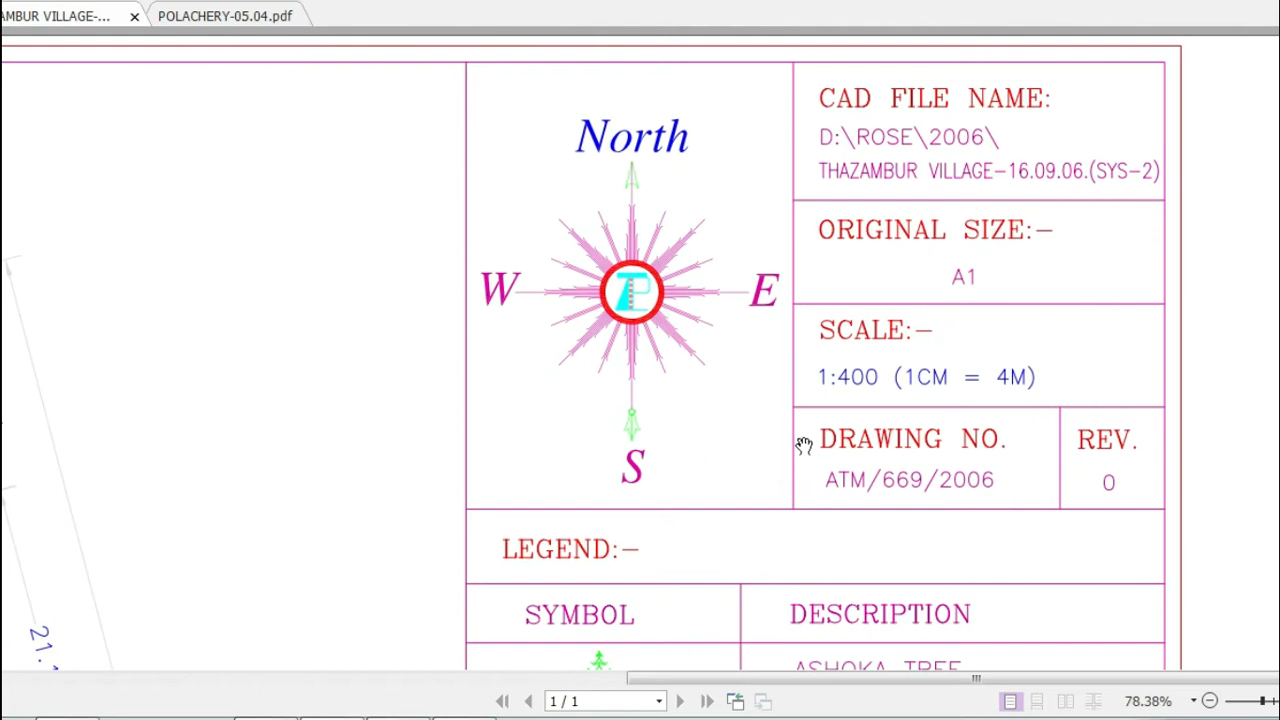 AMBUR VILLAGE-...
POLACHERY-05.04.pdf
North
W
E
S
CAD FILE NAME:
D:\ROSE\2006\
THAZAMBUR VILLAGE-16.09.06.(SYS-2)
ORIGINAL SIZE:-
A1
SCALE:-
1:400 (1CM = 4M)
DRAWING NO.
ATM/669/2006
REV.
0
LEGEND:-
SYMBOL
DESCRIPTION
ASHOKA TREE
1 / 1
78.38%